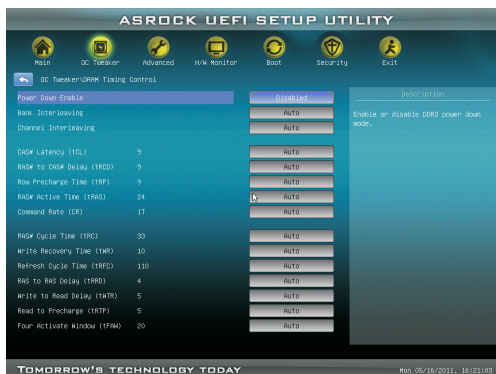 ASROCK UEFI SETUP UTILITY
Main OC Tweaker Advanced H/W Monitor Boot Security Exit
OC Tweaker\DRAM Timing Control
Power Down Enable Disabled
Bank Interleaving Auto
Channel Interleaving Auto
CAS# Latency (tCL) 9 Auto
RAS# to CAS# Delay (tRCD) 9 Auto
Row Precharge Time (tRP) 9 Auto
RAS# Active Time (tRAS) 24 Auto
Command Rate (CR) 1T Auto
RAS# Cycle Time (tRC) 33 Auto
Write Recovery Time (tWR) 10 Auto
Refresh Cycle Time (tRFC) 110 Auto
RAS to RAS Delay (tRRD) 4 Auto
Write to Read Delay (tWTR) 5 Auto
Read to Precharge (tRTP) 5 Auto
Four Activate Window (tFAW) 20 Auto
Description
Enable or disable DDR3 power down
mode.
TOMORROW'S TECHNOLOGY TODAY
Mon 05/16/2011, 16:21:03